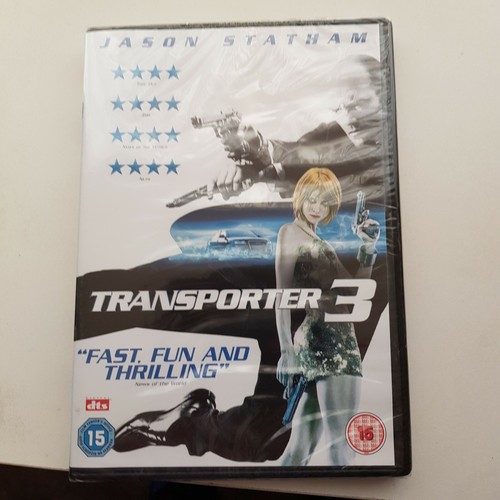 JASON STATHAM
TRANSPORTER 3
"FAST, FUN AND
THRILLING"
News of the World
dts
15
15